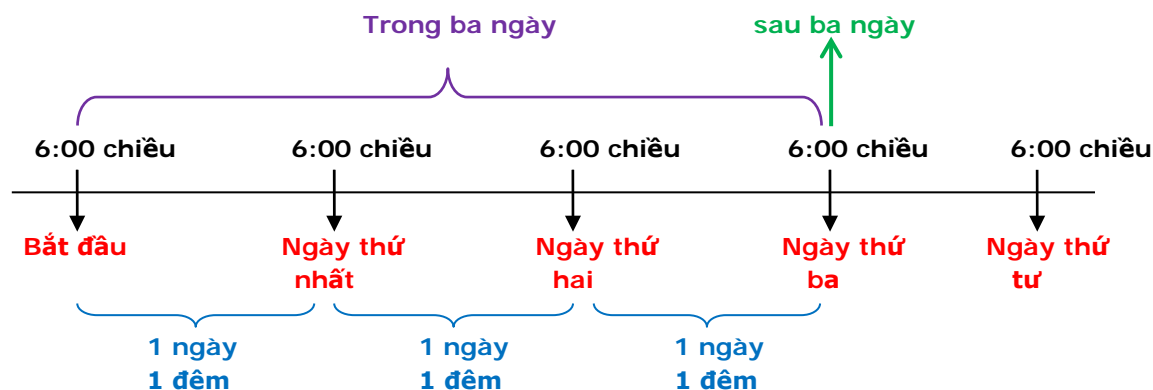 Trong ba ngày sau ba ngày
6:00 chiều 6:00 chiều 6:00 chiều 6:00 chiều 6:00 chiều
Bắt đầu Ngày thứ Ngày thứ Ngày thứ Ngày thứ
nhất hai ba tư
1 ngày 1 ngày 1 ngày
1 đêm 1 đêm 1 đêm